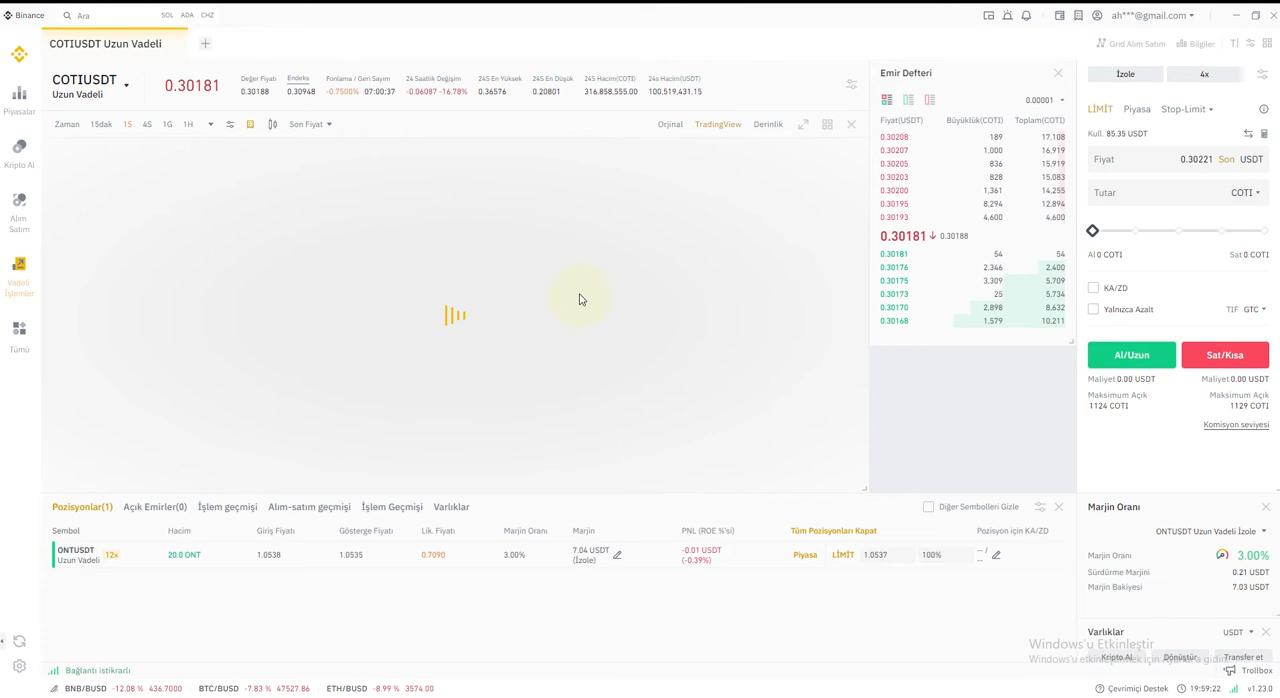 Binance Ara SOL ADA CHZ ah***@gmail.com
COTIUSDT Uzun Vadeli + Grid Alım Satım Bilgiler
COTIUSDT
Uzun Vadeli
0.30181
Değer Fiyatı Endeks Fonlama / Geri Sayım 24 Saatlik Değişim 24S En Yüksek 24S En Düşük 24S Hacim(COTI) 24s Hacim(USDT)
0.30188 0.30948 -0.7500% 07:00:37 -0.06087 -16.78% 0.36576 0.20801 316.858,555.00 100,519,431.15
Zaman 15dak 1S 4S 1G 1H Son Fiyat Orjinal TradingView Derinlik
Piyasalar
Kripto Al
Alım
Satım
Vadeli
İşlemler
Tümü
Emir Defteri
0.00001
Fiyat(USDT) Büyüklük(COTI) Toplam(COTI)
0.30208 189 17,108
0.30207 1,000 16,919
0.30205 836 15,919
0.30203 828 15,083
0.30200 1,361 14,255
0.30195 8,294 12,894
0.30193 4,600 4,600
0.30181 0.30188
0.30181 54 54
0.30176 2,346 2,400
0.30175 3,309 5,709
0.30173 25 5,734
0.30170 2,898 8,632
0.30168 1,579 10,211
İzole 4x
LİMİT Piyasa Stop-Limit
Kull. 85.35 USDT
Fiyat 0.30221 Son USDT
Tutar COTI
Al 0 COTI Sat 0 COTI
KA/ZD
Yalnızca Azalt TIF GTC
Al/Uzun Sat/Kısa
Maliyet 0.00 USDT Maliyet 0.00 USDT
Maksimum Açık Maksimum Açık
1124 COTI 1129 COTI
Komisyon seviyesi
Pozisyonlar(1) Açık Emirler(0) İşlem geçmişi Alım-satım geçmişi İşlem Geçmişi Varlıklar Diğer Sembolleri Gizle
Sembol Hacim Giriş Fiyatı Gösterge Fiyatı Lik. Fiyatı Marjin Oranı Marjin PNL (ROE %'si) Tüm Pozisyonları Kapat Pozisyon için KA/ZD
ONTUSDT 12x 20.0 ONT 1.0538 1.0535 0.7090 3.00% 7.04 USDT -0.01 USDT Piyasa LİMİT 1.0537 100% -- /
Uzun Vadeli (İzole) (-0.39%) --
Marjin Oranı
ONTUSDT Uzun Vadeli İzole
Marjin Oranı 3.00%
Sürdürme Marjini 0.21 USDT
Marjin Bakiyesi 7.03 USDT
Varlıklar USDT
Kripto Al Dönüştür Transfer et
Windows'u Etkinleştir
Windows'u etkinleştirmek için Ayarlar'a gidin
Trollbox
Bağlantı istikrarlı
BNB/BUSD -12.08 % 436.7000 BTC/BUSD -7.83 % 47527.86 ETH/BUSD -8.99 % 3574.00 Çevrimiçi Destek 19:59:22 v1.23.0